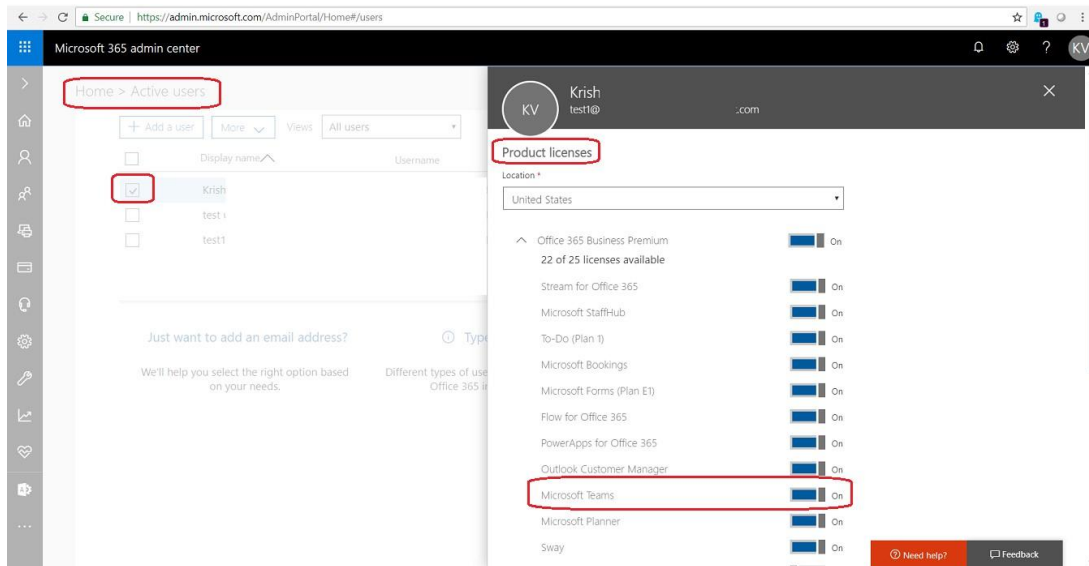 Secure | https://admin.microsoft.com/AdminPortal/Home#/users
1
Microsoft 365 admin center
?
KV
Home > Active users
+ Add a user
More
Views
All users
Display name
Username
Krish
test
test1
Just want to add an email address?
We'll help you select the right option based
on your needs.
Type
Different types of use
Office 365 i
KV
Krish
test1@ .com
Product licenses
Location *
United States
Office 365 Business Premium On
22 of 25 licenses available
Stream for Office 365 On
Microsoft StaffHub On
To-Do (Plan 1) On
Microsoft Bookings On
Microsoft Forms (Plan E1) On
Flow for Office 365 On
PowerApps for Office 365 On
Outlook Customer Manager On
Microsoft Teams On
Microsoft Planner On
Sway On
Need help?
Feedback